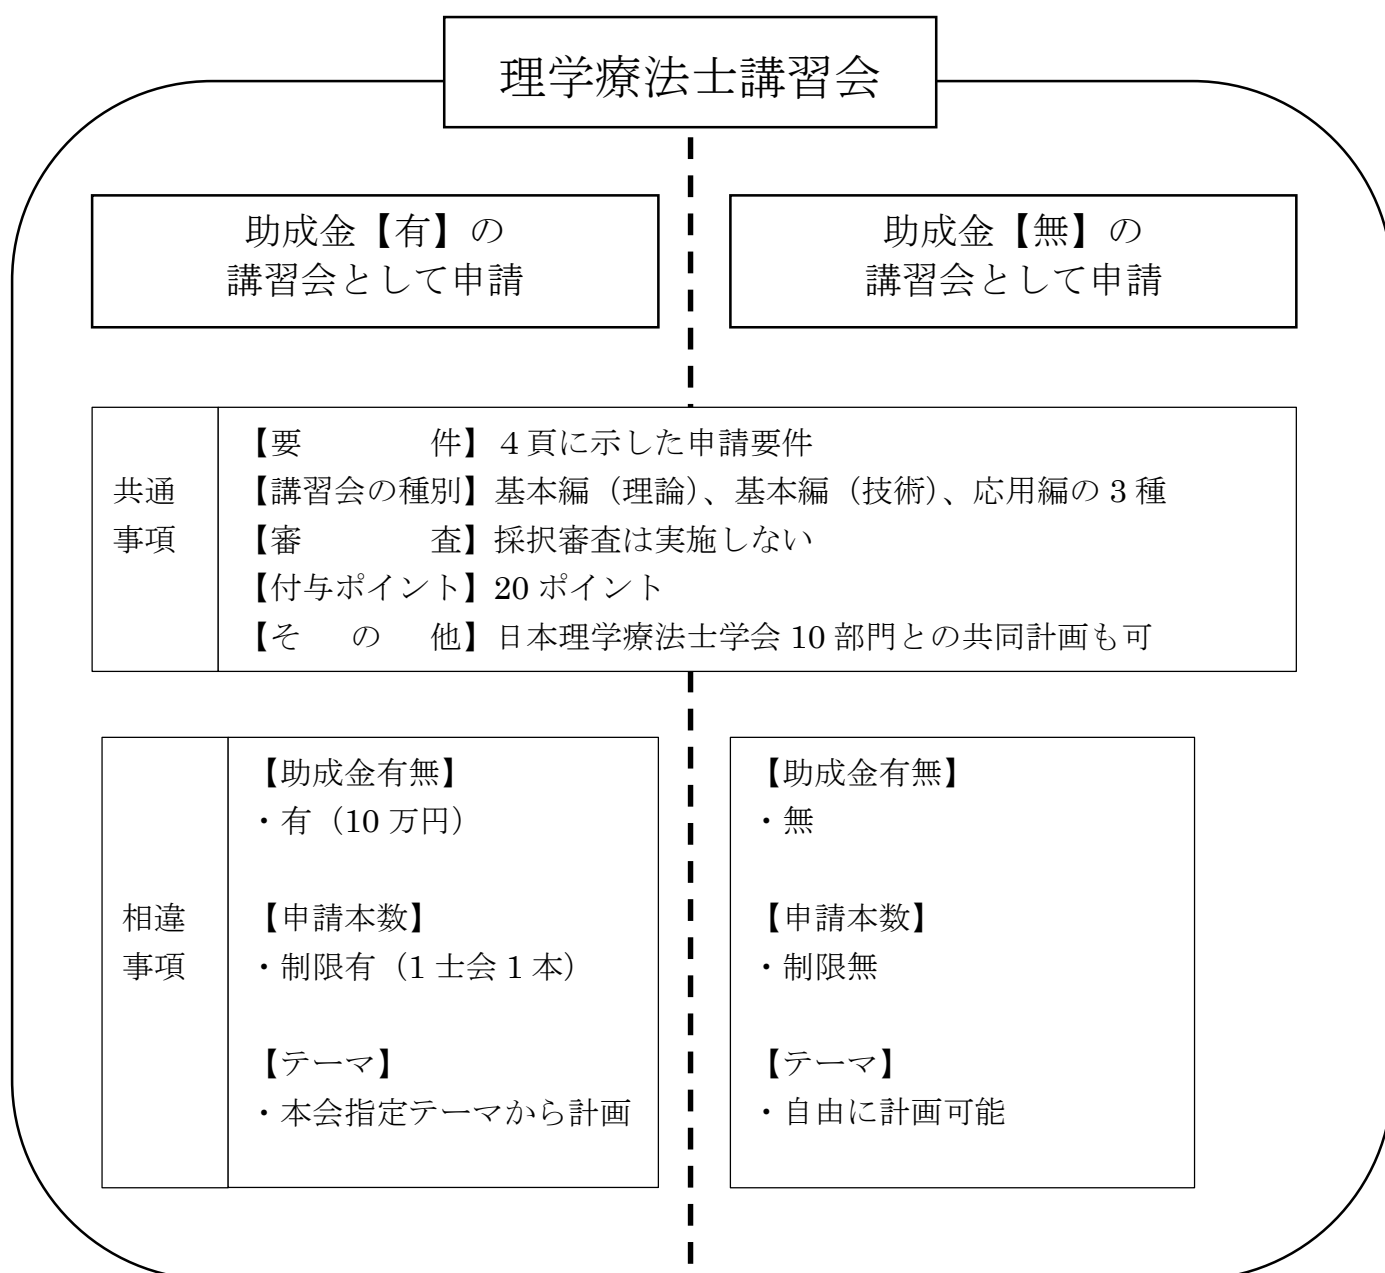 理学療法士講習会
助成金【有】の
講習会として申請
助成金【無】の
講習会として申請
共通
事項
【要　　　件】４頁に示した申請要件
【講習会の種別】基本編（理論）、基本編（技術）、応用編の 3 種
【審　　　査】採択審査は実施しない
【付与ポイント】20 ポイント
【そ　の　他】日本理学療法士学会 10 部門との共同計画も可
相違
事項
【助成金有無】
・有（10 万円）
【申請本数】
・制限有（1 士会 1 本）
【テーマ】
・本会指定テーマから計画
【助成金有無】
・無
【申請本数】
・制限無
【テーマ】
・自由に計画可能